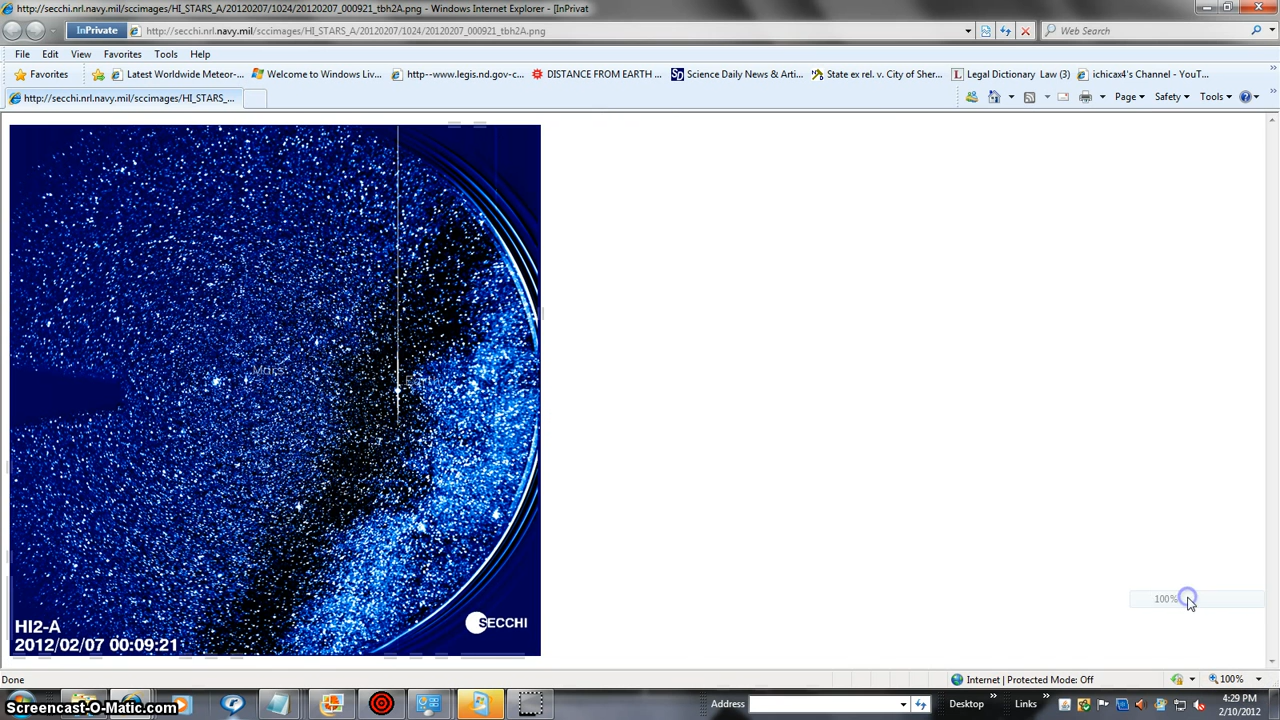 http://secchi.nrl.navy.mil/sccimages/HI_STARS_A/20120207/1024/20120207_000921_tbh2A.png - Windows Internet Explorer - [InPrivat
InPrivate http://secchi.nrl.navy.mil/sccimages/HI_STARS_A/20120207/1024/20120207_000921_tbh2A.png Web Search
File Edit View Favorites Tools Help
Favorites Latest Worldwide Meteor-... Welcome to Windows Liv... http--www.legis.nd.gov-c... DISTANCE FROM EARTH ... Science Daily News & Arti... State ex rel. v. City of Sher... Legal Dictionary Law (3) ichicax4's Channel - YouT...
http://secchi.nrl.navy.mil/sccimages/HI_STARS_... Page Safety Tools
Mars
Earth
100%
SECCHI
HI2-A
2012/02/07 00:09:21
Done Internet | Protected Mode: Off 100%
Screencast-O-Matic.com Address Desktop Links 4:29 PM
2/10/2012